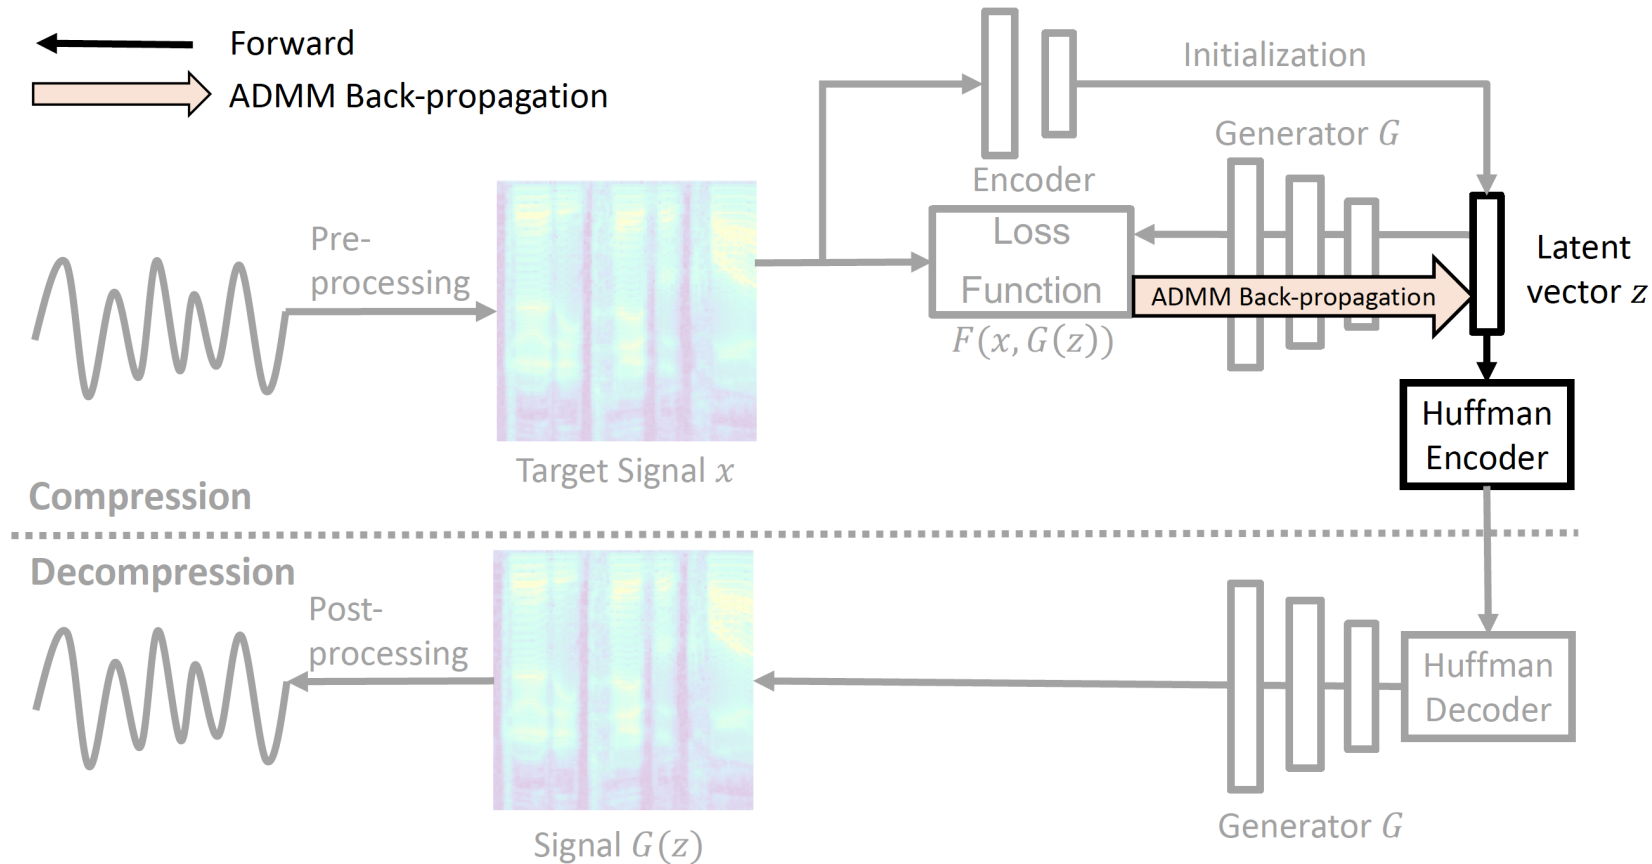 Forward
ADMM Back-propagation
Initialization
Generator G
Encoder
Pre-
processing
Loss
Function
F(x, G(z))
ADMM Back-propagation
Latent
vector z
Huffman
Encoder
Target Signal x
Compression
Decompression
Post-
processing
Huffman
Decoder
Signal G(z)
Generator G